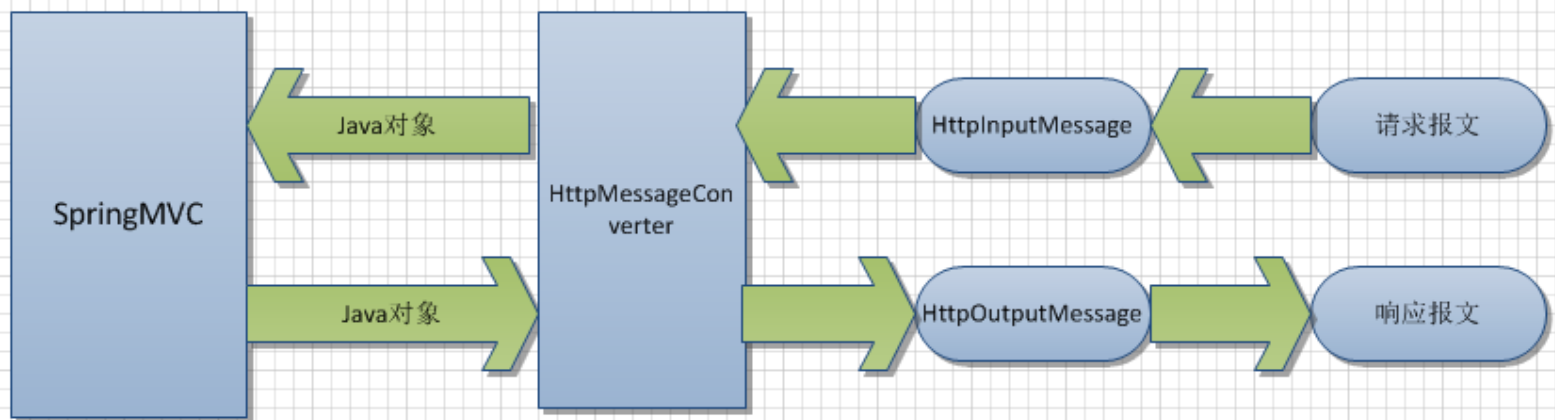 SpringMVC
Java对象
HttpMessageCon
verter
HttpInputMessage
请求报文
Java对象
HttpOutputMessage
响应报文